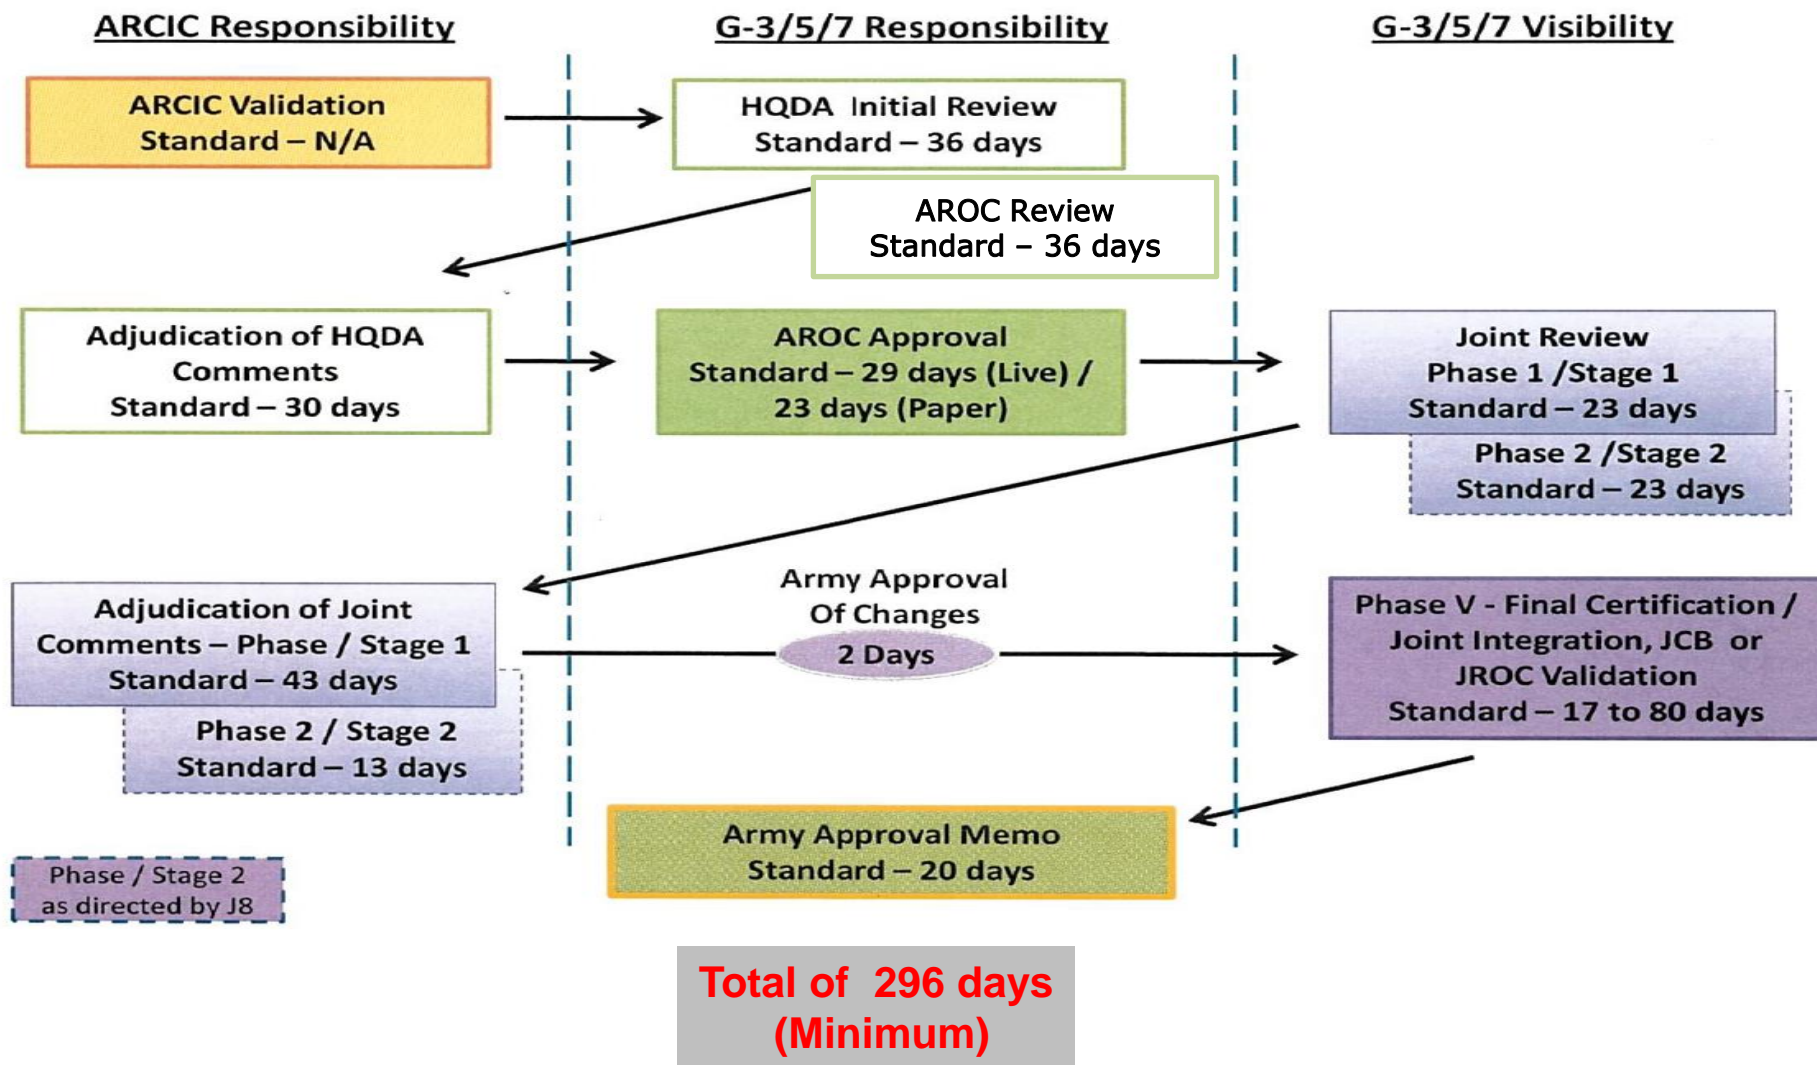 ARCIC Responsibility
G-3/5/7 Responsibility
G-3/5/7 Visibility
ARCIC Validation
Standard – N/A
HQDA Initial Review
Standard – 36 days
AROC Review
Standard – 36 days
Adjudication of HQDA
Comments
Standard – 30 days
AROC Approval
Standard – 29 days (Live) /
23 days (Paper)
Joint Review
Phase 1 /Stage 1
Standard – 23 days
Phase 2 /Stage 2
Standard – 23 days
Adjudication of Joint
Comments – Phase / Stage 1
Standard – 43 days
Phase 2 / Stage 2
Standard – 13 days
Army Approval
Of Changes
2 Days
Phase V - Final Certification /
Joint Integration, JCB or
JROC Validation
Standard – 17 to 80 days
Army Approval Memo
Standard – 20 days
Phase / Stage 2
as directed by J8
Total of 296 days
(Minimum)